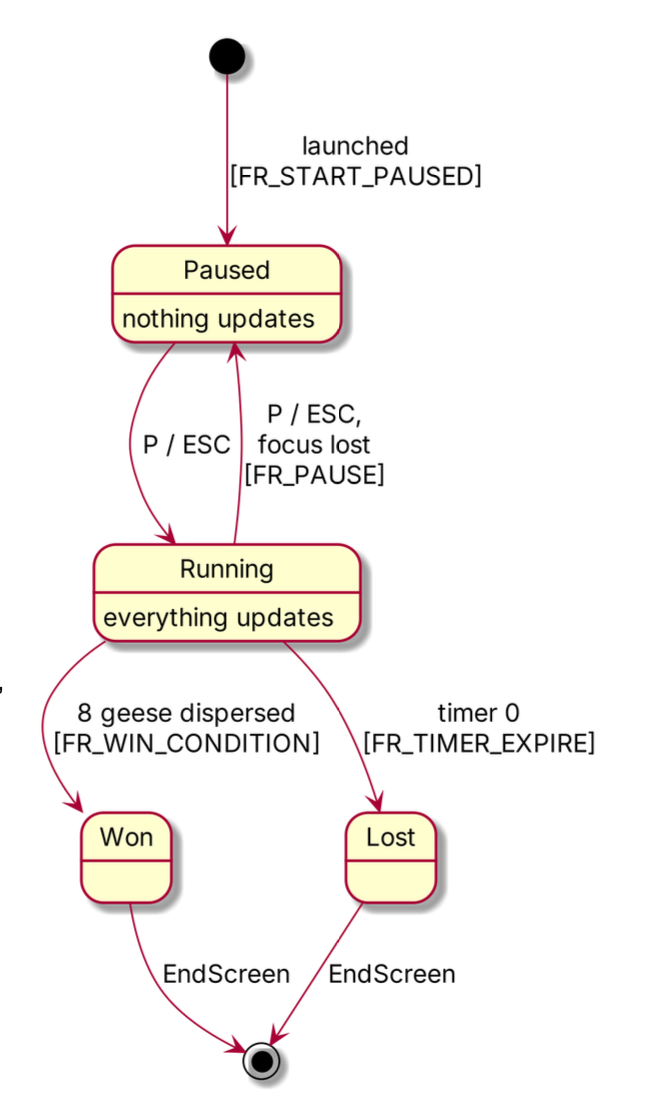 launched
[FR_START_PAUSED]
Paused
nothing updates
P / ESC
P / ESC,
focus lost
[FR_PAUSE]
Running
everything updates
,
8 geese dispersed
[FR_WIN_CONDITION]
timer 0
[FR_TIMER_EXPIRE]
Won
Lost
EndScreen
EndScreen